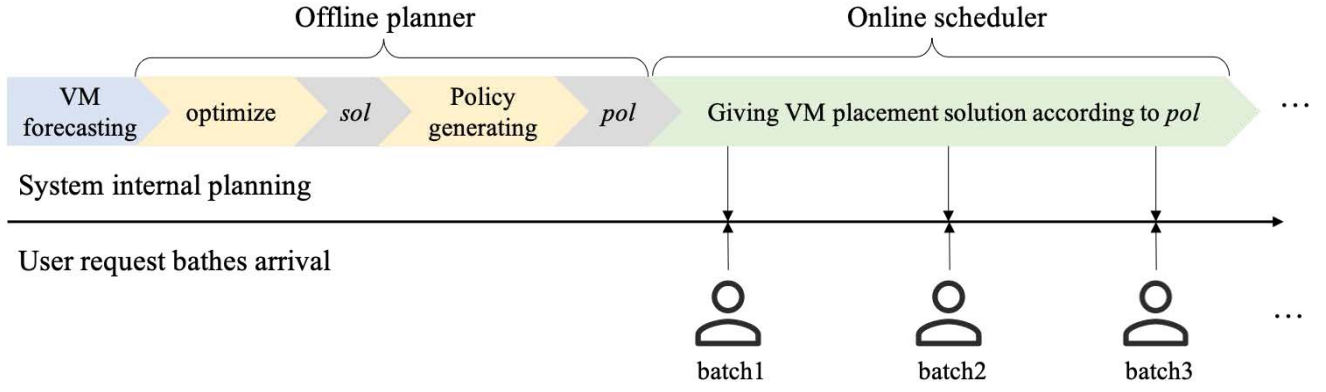 Offline planner
Online scheduler
VM
forecasting
optimize
sol
Policy
generating
pol
Giving VM placement solution according to pol
...
System internal planning
User request bathes arrival
...
batch1
batch2
batch3